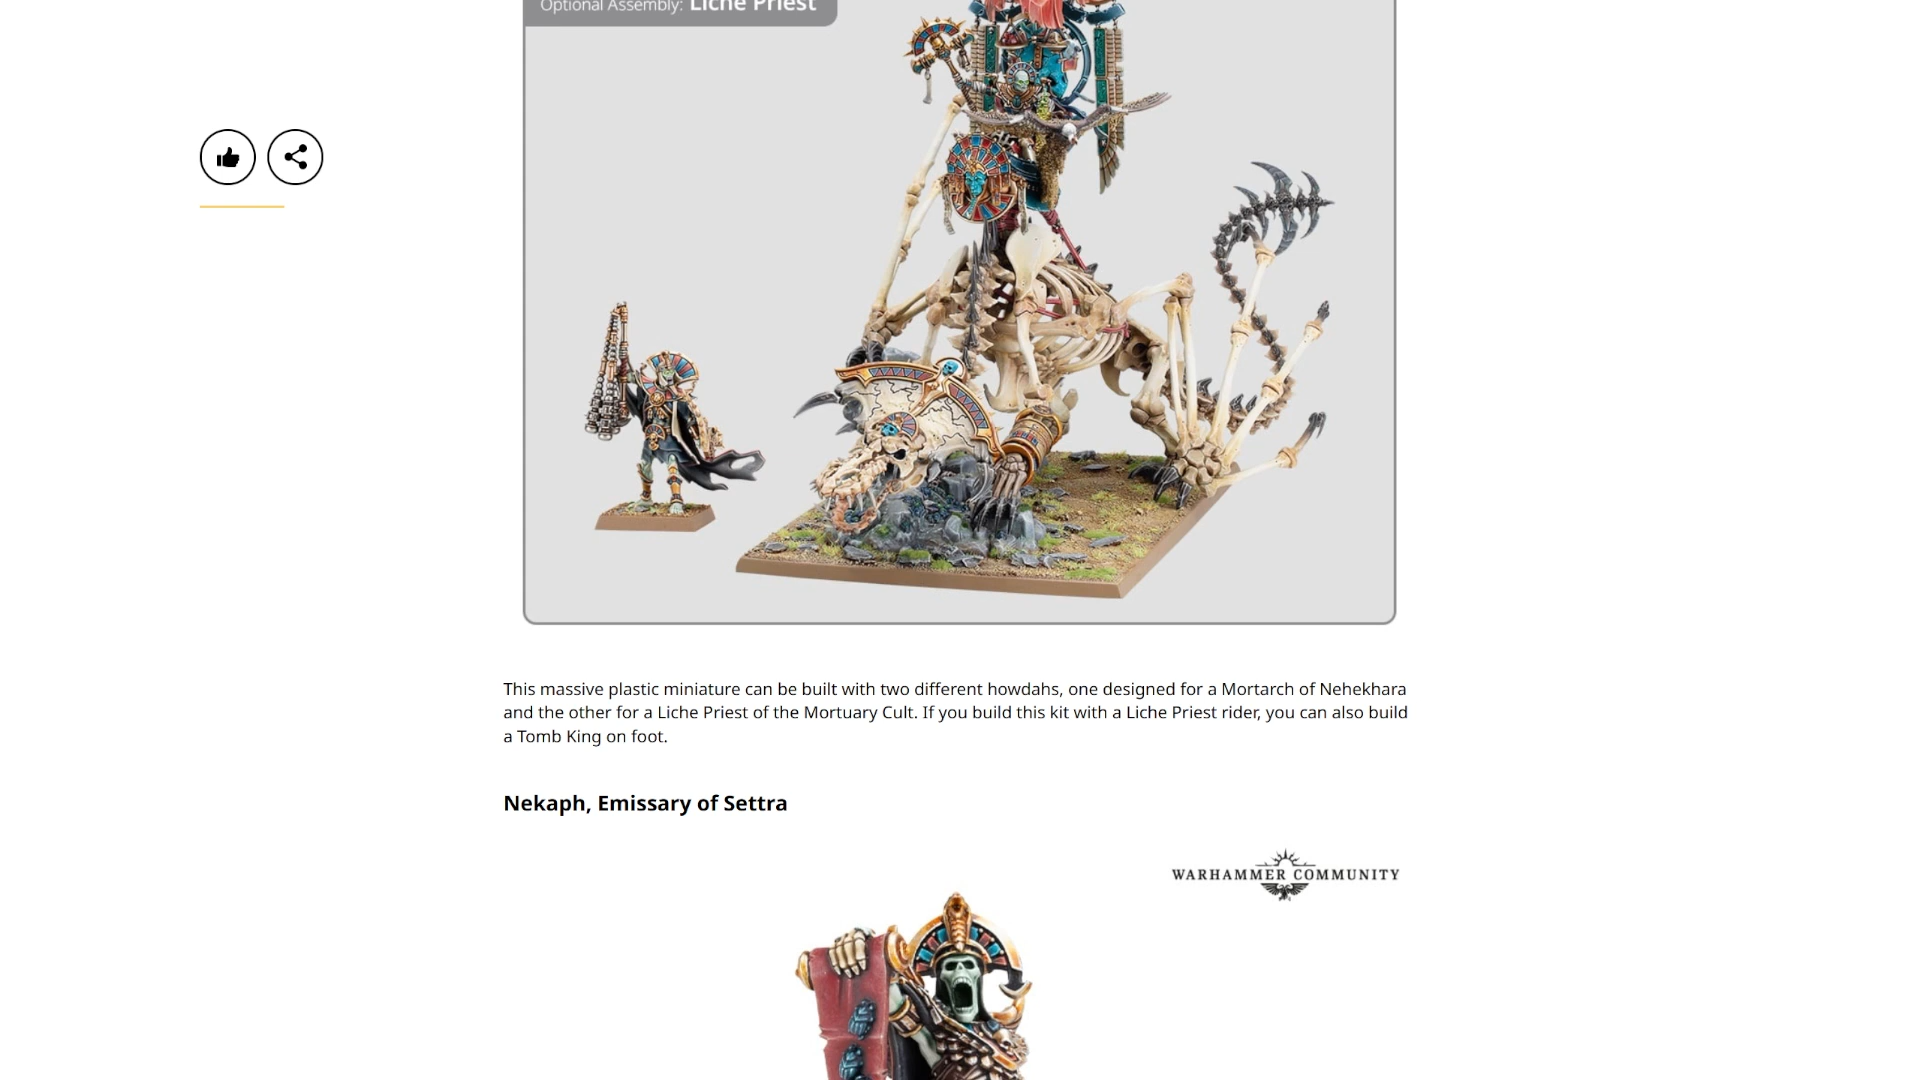 Optional Assembly: Liche Priest
This massive plastic miniature can be built with two different howdahs, one designed for a Mortarch of Nehekhara
and the other for a Liche Priest of the Mortuary Cult. If you build this kit with a Liche Priest rider, you can also build
a Tomb King on foot.
Nekaph, Emissary of Settra
WARHAMMER COMMUNITY